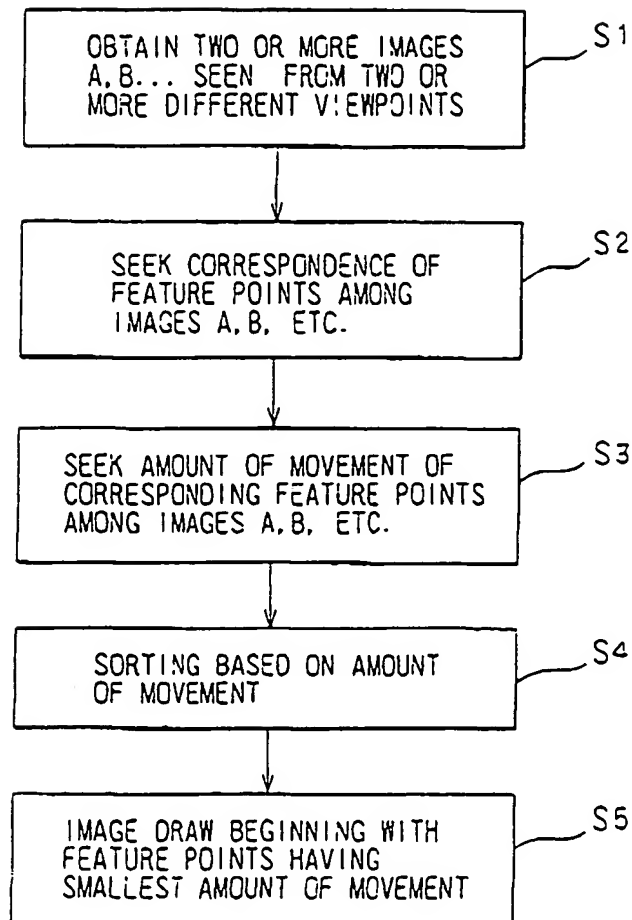 OBTAIN TWO OR MORE IMAGES
A,B... SEEN FROM TWO OR
MORE DIFFERENT VIEWPOINTS
S1
SEEK CORRESPONDENCE OF
FEATURE POINTS AMONG
IMAGES A,B, ETC.
S2
SEEK AMOUNT OF MOVEMENT OF
CORRESPONDING FEATURE POINTS
AMONG IMAGES A,B, ETC.
S3
SORTING BASED ON AMOUNT
OF MOVEMENT
S4
IMAGE DRAW BEGINNING WITH
FEATURE POINTS HAVING
SMALLEST AMOUNT OF MOVEMENT
S5